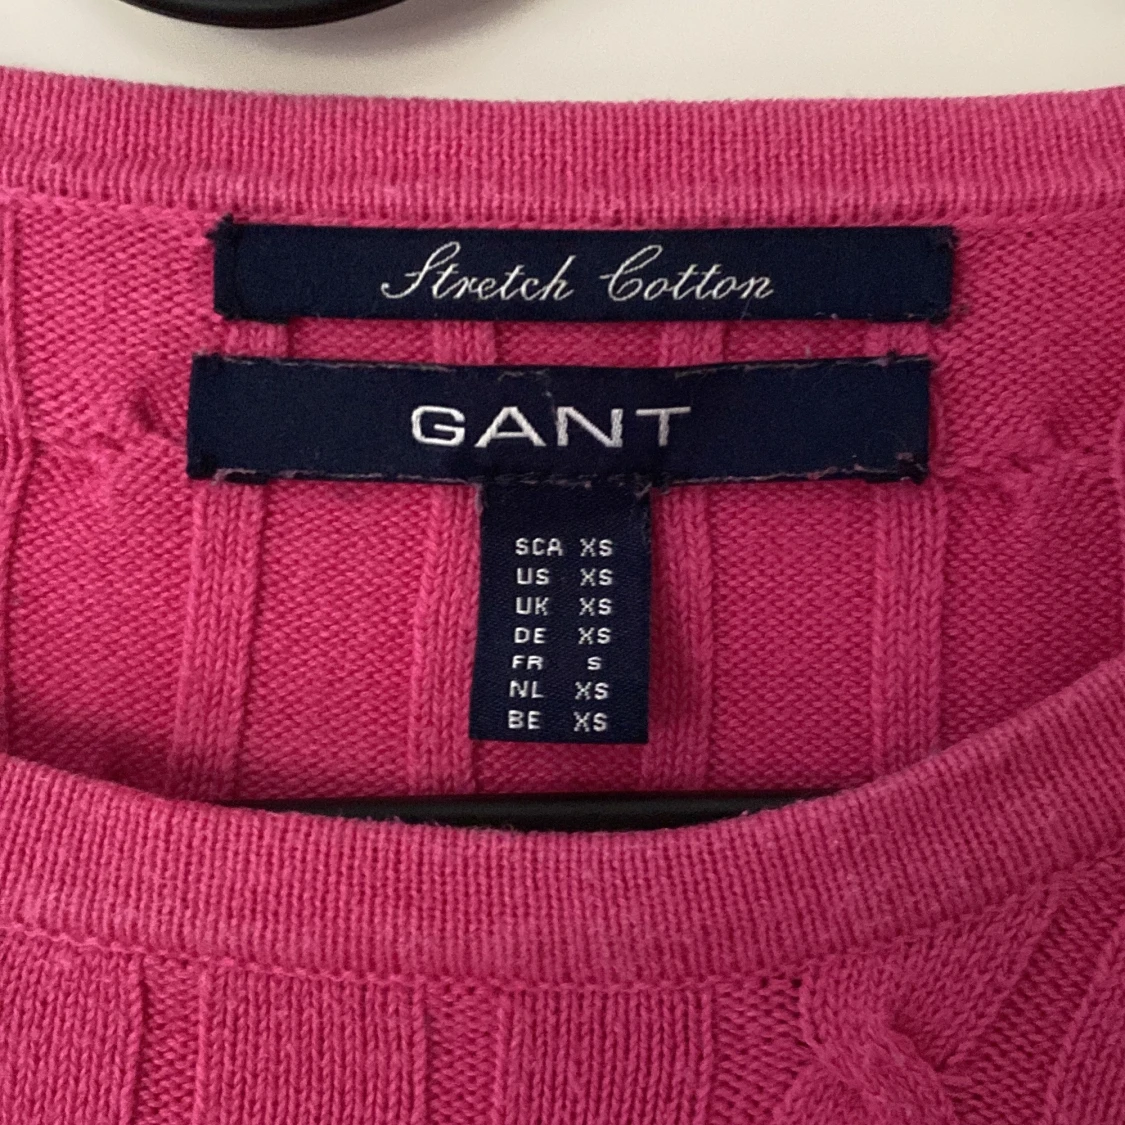 Stretch Cotton
GANT
SCA XS
US XS
UK XS
DE XS
FR S
NL XS
BE XS